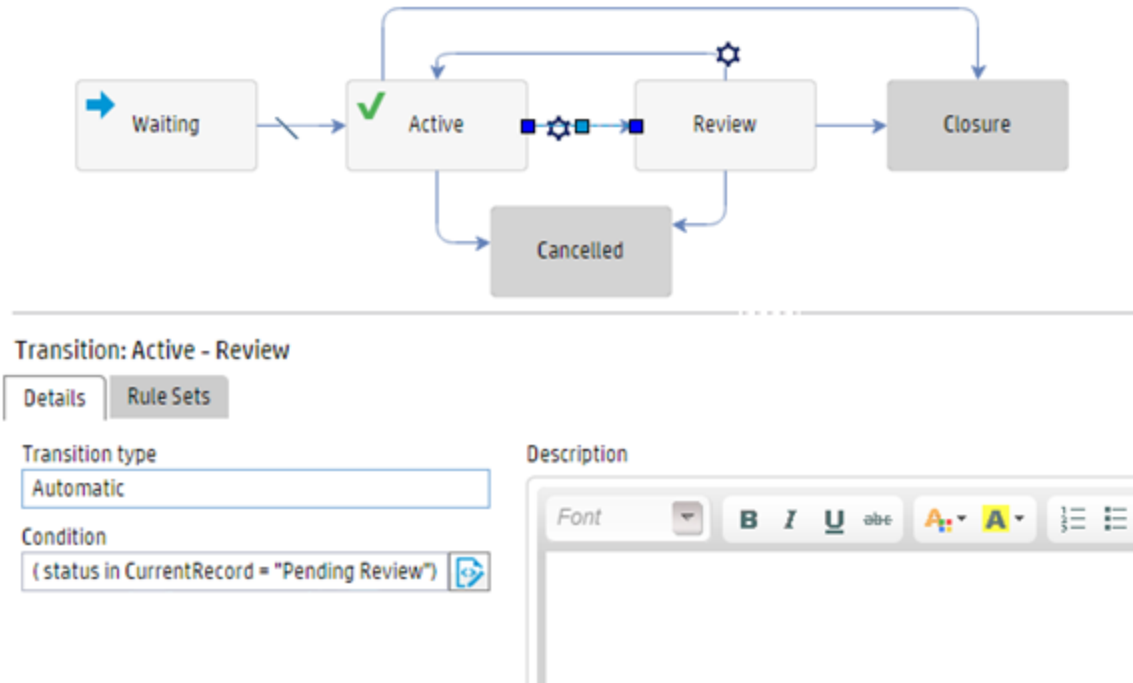 Waiting
Active
Review
Closure
Cancelled
Transition: Active - Review
Details
Rule Sets
Transition type
Automatic
Condition
( status in CurrentRecord = "Pending Review")
Description
Font
B I U abc A A